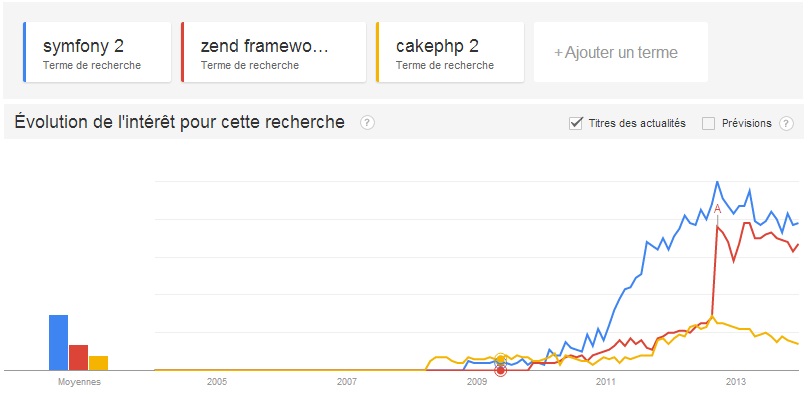 symfony 2
Terme de recherche
zend framewo...
Terme de recherche
cakephp 2
Terme de recherche
+ Ajouter un terme
Évolution de l'intérêt pour cette recherche ?
Titres des actualités
Prévisions ?
A
Moyennes
2005
2007
2009
2011
2013